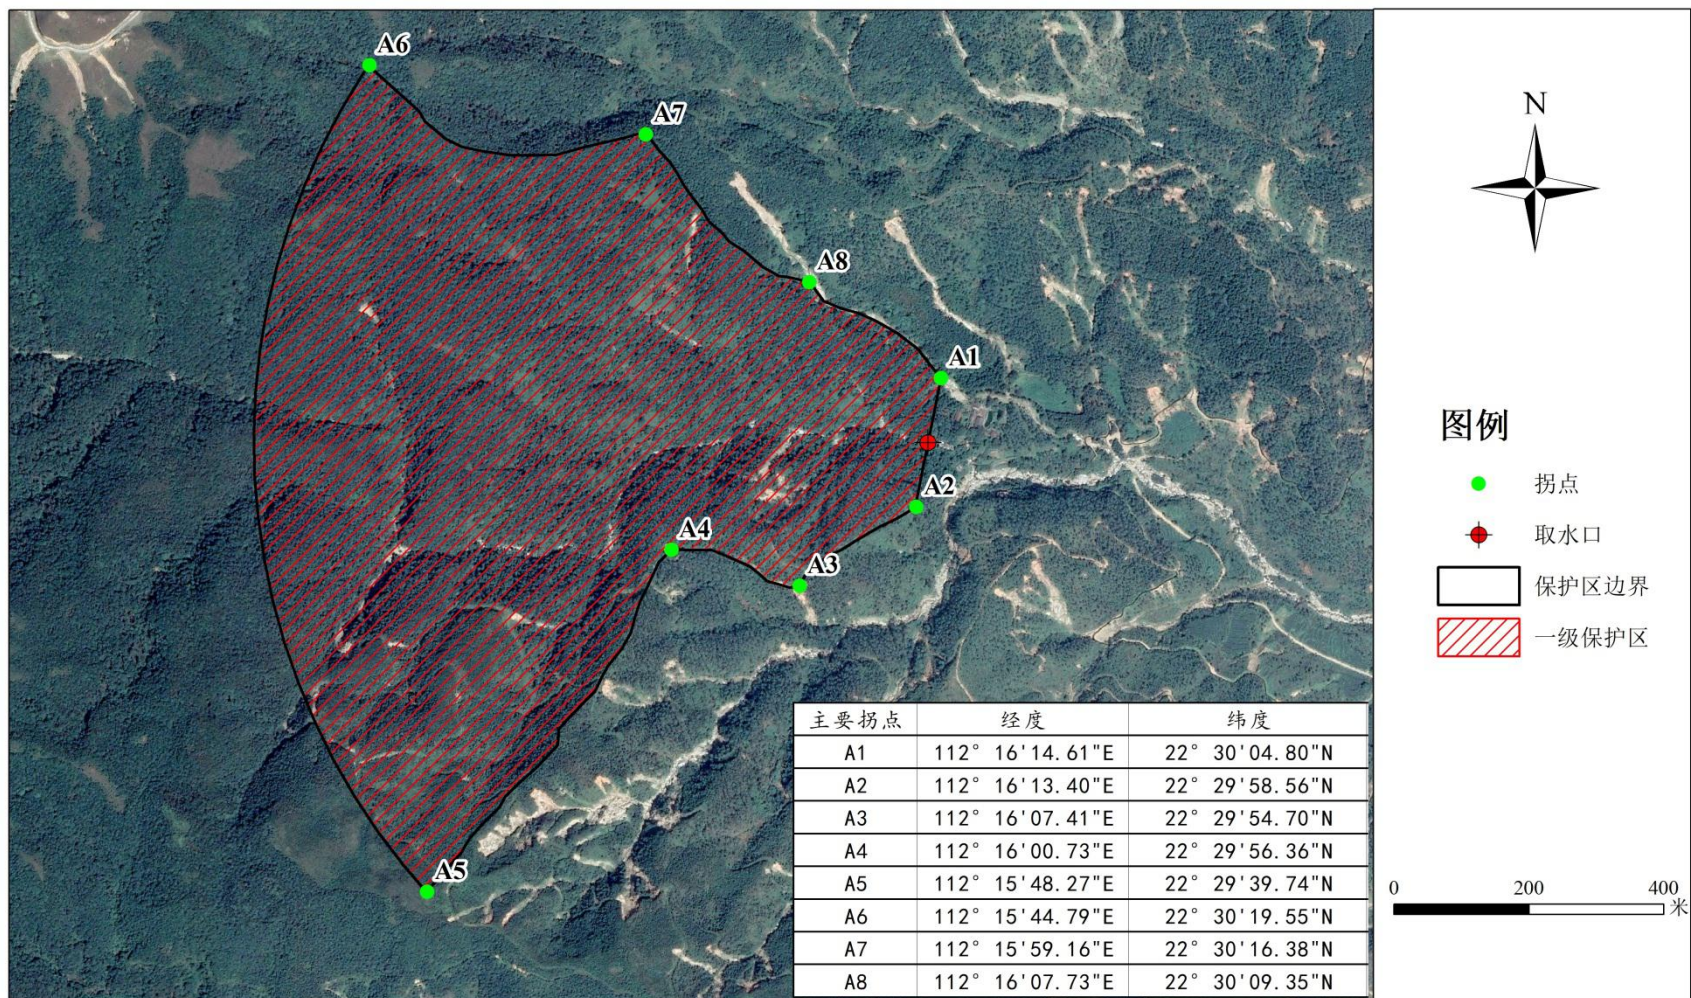 A6
A7
A8
A1
A2
A4
A3
A5
N
图例
拐点
取水口
保护区边界
一级保护区
0 200 400
米
主要拐点 经度 纬度
A1 112° 16'14.61"E 22° 30'04.80"N
A2 112° 16'13.40"E 22° 29'58.56"N
A3 112° 16'07.41"E 22° 29'54.70"N
A4 112° 16'00.73"E 22° 29'56.36"N
A5 112° 15'48.27"E 22° 29'39.74"N
A6 112° 15'44.79"E 22° 30'19.55"N
A7 112° 15'59.16"E 22° 30'16.38"N
A8 112° 16'07.73"E 22° 30'09.35"N